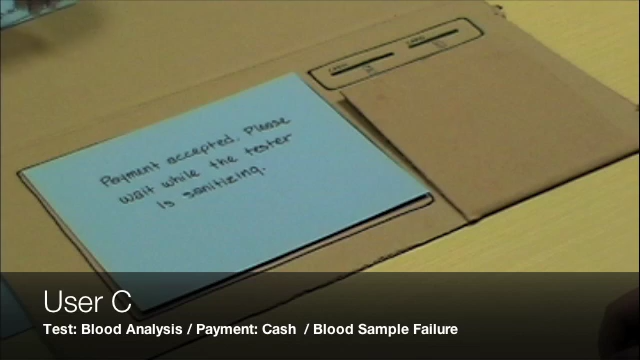 Payment accepted. Please
wait while the tester
is sanitizing.
User C
Test: Blood Analysis / Payment: Cash / Blood Sample Failure